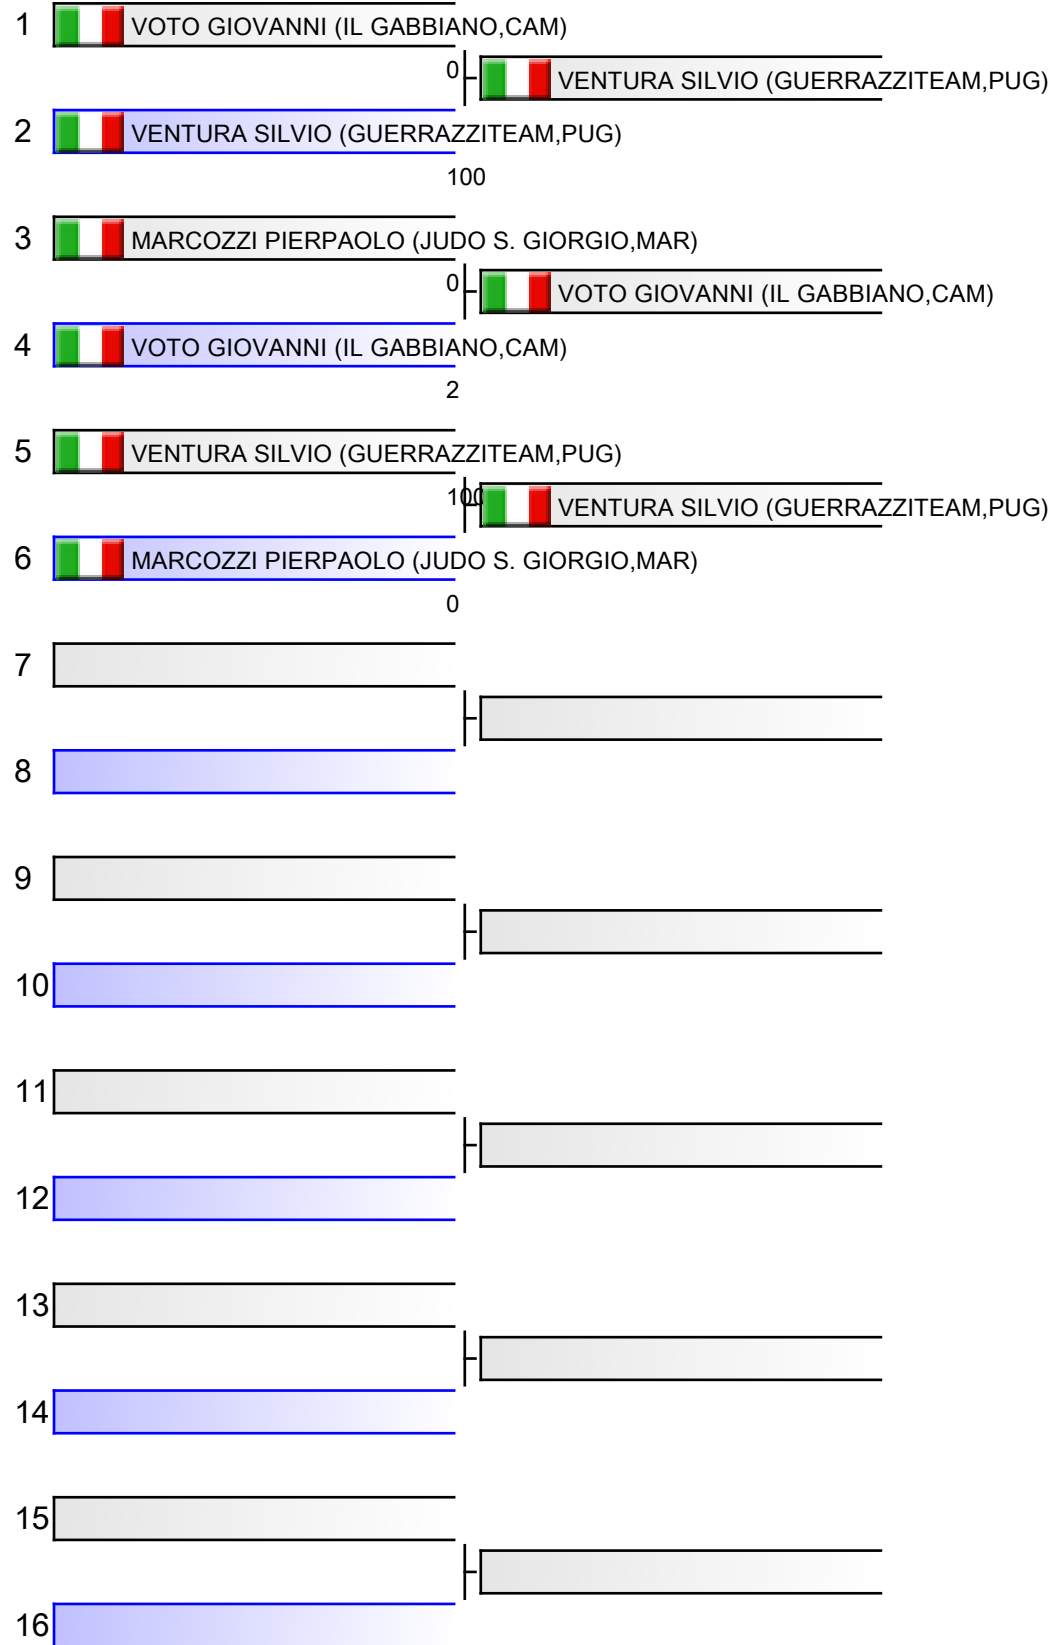 1 VOTO GIOVANNI (IL GABBIANO,CAM)
0 VENTURA SILVIO (GUERRAZZITEAM,PUG)
2 VENTURA SILVIO (GUERRAZZITEAM,PUG)
100
3 MARCOZZI PIERPAOLO (JUDO S. GIORGIO,MAR)
0 VOTO GIOVANNI (IL GABBIANO,CAM)
4 VOTO GIOVANNI (IL GABBIANO,CAM)
2
5 VENTURA SILVIO (GUERRAZZITEAM,PUG)
100 VENTURA SILVIO (GUERRAZZITEAM,PUG)
6 MARCOZZI PIERPAOLO (JUDO S. GIORGIO,MAR)
0
7
8
9
10
11
12
13
14
15
16